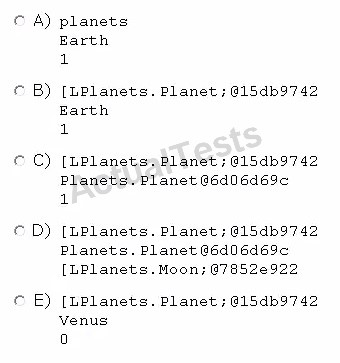 A) planets
Earth
1
B) [LPlanets.Planet;@15db9742
Earth
1
C) [LPlanets.Planet;@15db9742
Planets.Planet@6d06d69c
1
D) [LPlanets.Planet;@15db9742
Planets.Planet@6d06d69c
[LPlanets.Moon;@7852e922
E) [LPlanets.Planet;@15db9742
Venus
0
ActualTests